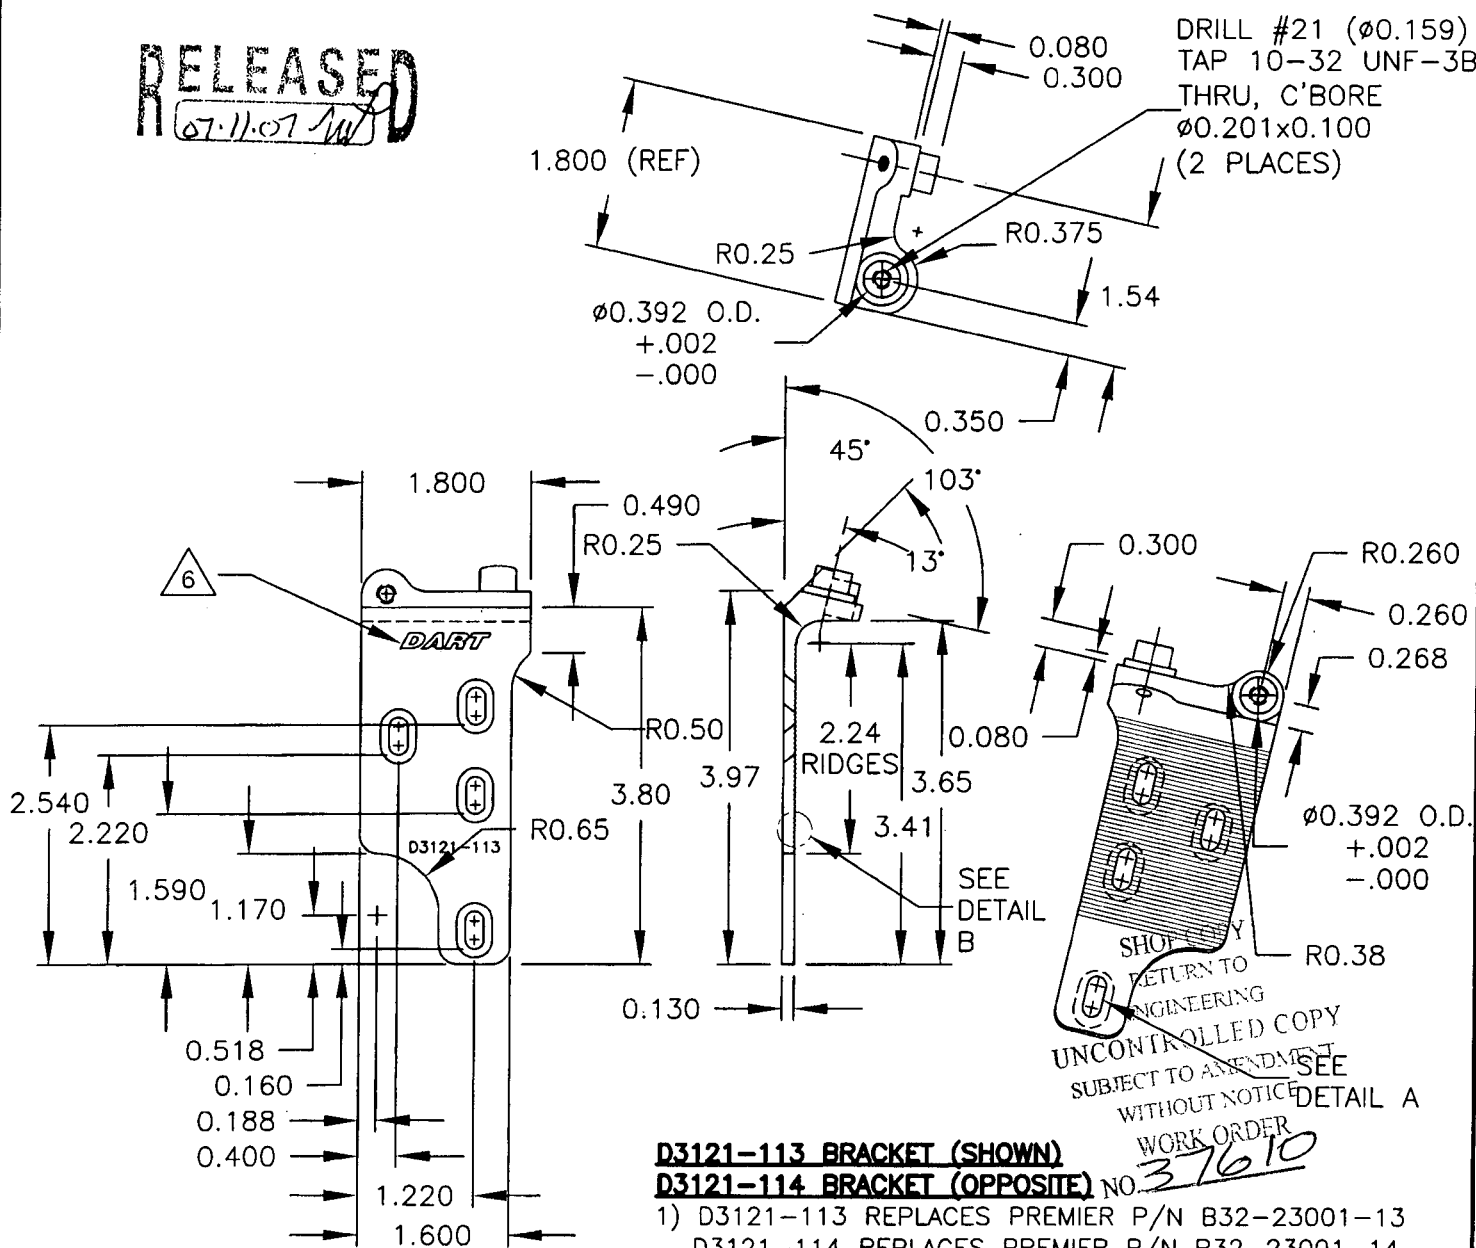 RELEASED
07.11.07
0.080
0.300
DRILL #21 (ø0.159)
TAP 10-32 UNF-3B
THRU, C'BORE
ø0.201x0.100
(2 PLACES)
1.800 (REF)
R0.25
R0.375
1.54
ø0.392 O.D.
+.002
-.000
0.350
45°
103°
13°
1.800
0.490
R0.25
6
DART
0.300
R0.260
0.260
0.268
R0.50
2.24
RIDGES
0.080
3.97
3.65
3.80
3.41
2.540
2.220
R0.65
D3121-113
1.590
1.170
ø0.392 O.D.
+.002
-.000
SEE
DETAIL
B
R0.38
0.130
0.518
0.160
0.188
0.400
1.220
1.600
SHOP COPY
RETURN TO
ENGINEERING
UNCONTROLLED COPY
SUBJECT TO AMENDMENT
WITHOUT NOTICE
WORK ORDER
NO. 37610
SEE
DETAIL A
D3121-113 BRACKET (SHOWN)
D3121-114 BRACKET (OPPOSITE)
1) D3121-113 REPLACES PREMIER P/N B32-23001-13
D3121-114 REPLACES PREMIER P/N B32-23001-14